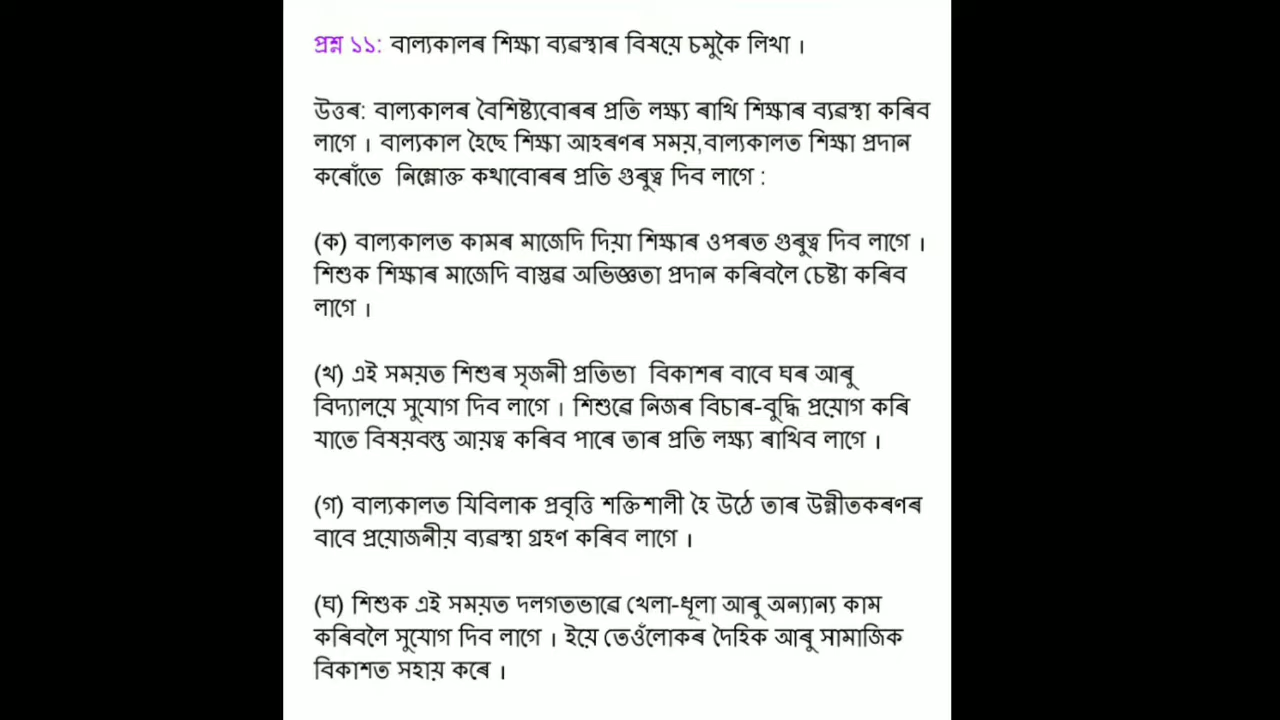 প্ৰশ্ন ১১: বাল্যকালৰ শিক্ষা ব্যৱস্থাৰ বিষয়ে চমুকৈ লিখা ।
উত্তৰ: বাল্যকালৰ বৈশিষ্ট্যবোৰৰ প্ৰতি লক্ষ্য ৰাখি শিক্ষাৰ ব্যৱস্থা কৰিব
লাগে । বাল্যকাল হৈছে শিক্ষা আহৰণৰ সময়,বাল্যকালত শিক্ষা প্ৰদান
কৰোঁতে নিম্নোক্ত কথাবোৰৰ প্ৰতি গুৰুত্ব দিব লাগে :
(ক) বাল্যকালত কামৰ মাজেদি দিয়া শিক্ষাৰ ওপৰত গুৰুত্ব দিব লাগে ।
শিশুক শিক্ষাৰ মাজেদি বাস্তৱ অভিজ্ঞতা প্ৰদান কৰিবলৈ চেষ্টা কৰিব
লাগে ।
(খ) এই সময়ত শিশুৰ সৃজনী প্ৰতিভা বিকাশৰ বাবে ঘৰ আৰু
বিদ্যালয়ে সুযোগ দিব লাগে । শিশুৱে নিজৰ বিচাৰ-বুদ্ধি প্ৰয়োগ কৰি
যাতে বিষয়বস্তু আয়ত্ব কৰিব পাৰে তাৰ প্ৰতি লক্ষ্য ৰাখিব লাগে ।
(গ) বাল্যকালত যিবিলাক প্ৰবৃত্তি শক্তিশালী হৈ উঠে তাৰ উন্নীতকৰণৰ
বাবে প্ৰয়োজনীয় ব্যৱস্থা গ্ৰহণ কৰিব লাগে ।
(ঘ) শিশুক এই সময়ত দলগতভাৱে খেলা-ধূলা আৰু অন্যান্য কাম
কৰিবলৈ সুযোগ দিব লাগে । ইয়ে তেওঁলোকৰ দৈহিক আৰু সামাজিক
বিকাশত সহায় কৰে ।